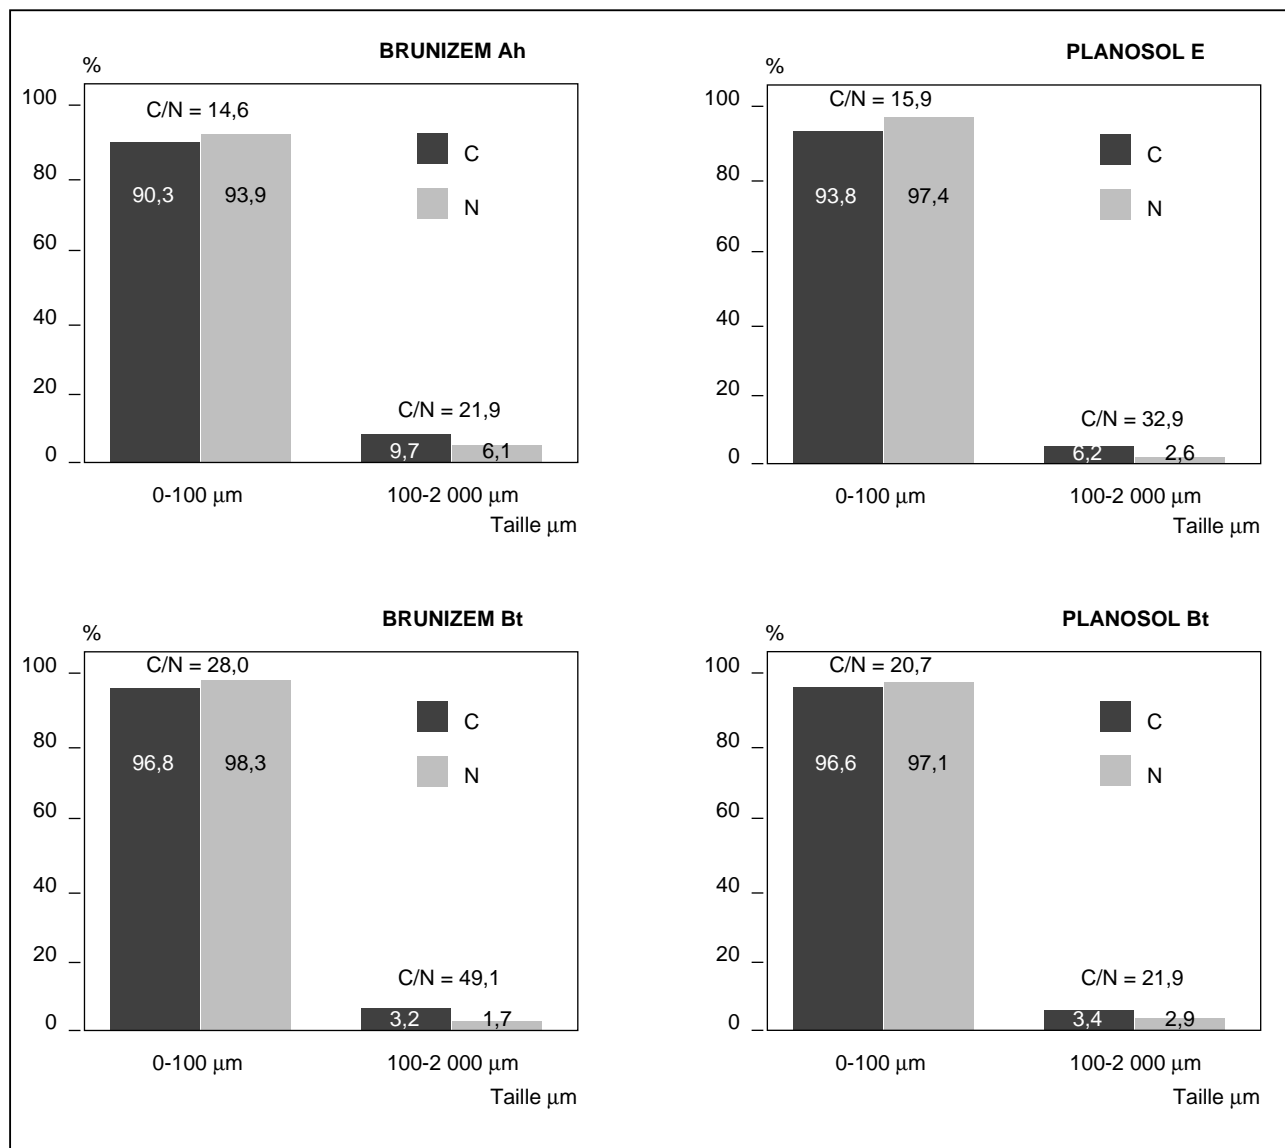 BRUNIZEM Ah
%
100
80
60
40
20
0
C/N = 14,6
C
N
90,3
93,9
C/N = 21,9
9,7
6,1
0-100 µm
100-2 000 µm
Taille µm
PLANOSOL E
%
100
80
60
40
20
0
C/N = 15,9
C
N
93,8
97,4
C/N = 32,9
6,2
2,6
0-100 µm
100-2 000 µm
Taille µm
BRUNIZEM Bt
%
100
80
60
40
20
0
C/N = 28,0
C
N
96,8
98,3
C/N = 49,1
3,2
1,7
0-100 µm
100-2 000 µm
Taille µm
PLANOSOL Bt
%
100
80
60
40
20
0
C/N = 20,7
C
N
96,6
97,1
C/N = 21,9
3,4
2,9
0-100 µm
100-2 000 µm
Taille µm